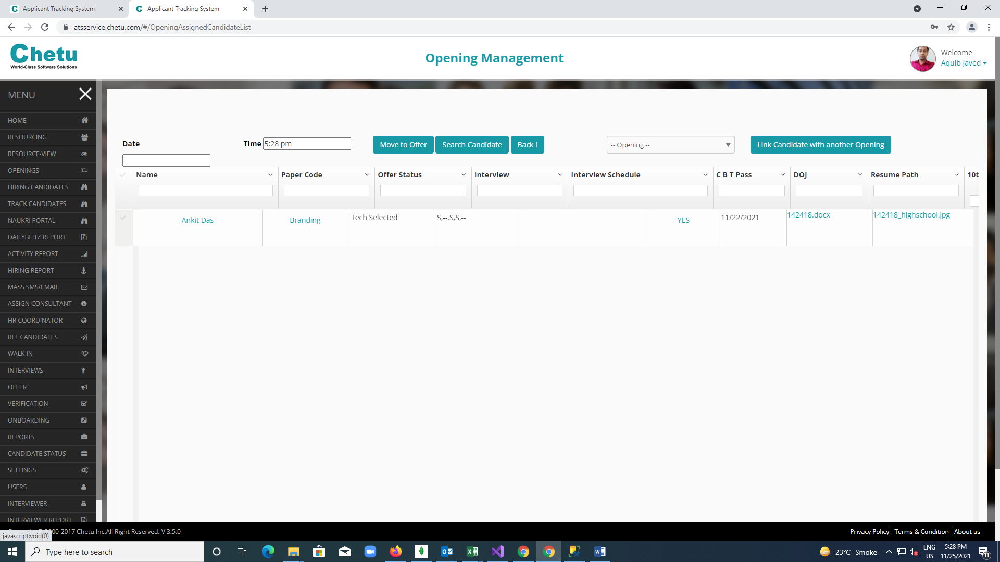 Applicant Tracking System
Applicant Tracking System
atsservice.chetu.com/#/OpeningAssignedCandidateList
Chetu
World-Class Software Solutions
Opening Management
Welcome
Aquib Javed
MENU
HOME
RESOURCING
RESOURCE-VIEW
OPENINGS
HIRING CANDIDATES
TRACK CANDIDATES
NAUKRI PORTAL
DAILYBLITZ REPORT
ACTIVITY REPORT
HIRING REPORT
MASS SMS/EMAIL
ASSIGN CONSULTANT
HR COORDINATOR
REF CANDIDATES
WALK IN
INTERVIEWS
OFFER
VERIFICATION
ONBOARDING
REPORTS
CANDIDATE STATUS
SETTINGS
USERS
INTERVIEWER
INTERVIEWER REPORT
Date Time 5:28 pm Move to Offer Search Candidate Back ! -- Opening -- Link Candidate with another Opening
Name Paper Code Offer Status Interview Interview Schedule C B T Pass DOJ Resume Path 10t
Ankit Das Branding Tech Selected S,--,S,S,-- YES 11/22/2021 142418.docx 142418_highschool.jpg
000-2017 Chetu Inc.All Right Reserved. V 3.5.0
Privacy Policy Terms & Condition About us
javascript:void(0)
Type here to search
23°C Smoke
ENG
US
5:28 PM
11/25/2021
11